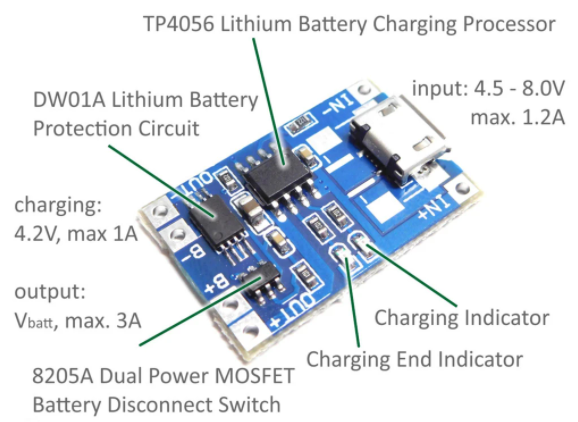 TP4056 Lithium Battery Charging Processor
input: 4.5 - 8.0V
max. 1.2A
DW01A Lithium Battery
Protection Circuit
IN-
OUT-
charging:
4.2V, max 1A
B-
IN+
B+
output:
Vbatt, max. 3A
OUT+
Charging Indicator
Charging End Indicator
8205A Dual Power MOSFET
Battery Disconnect Switch